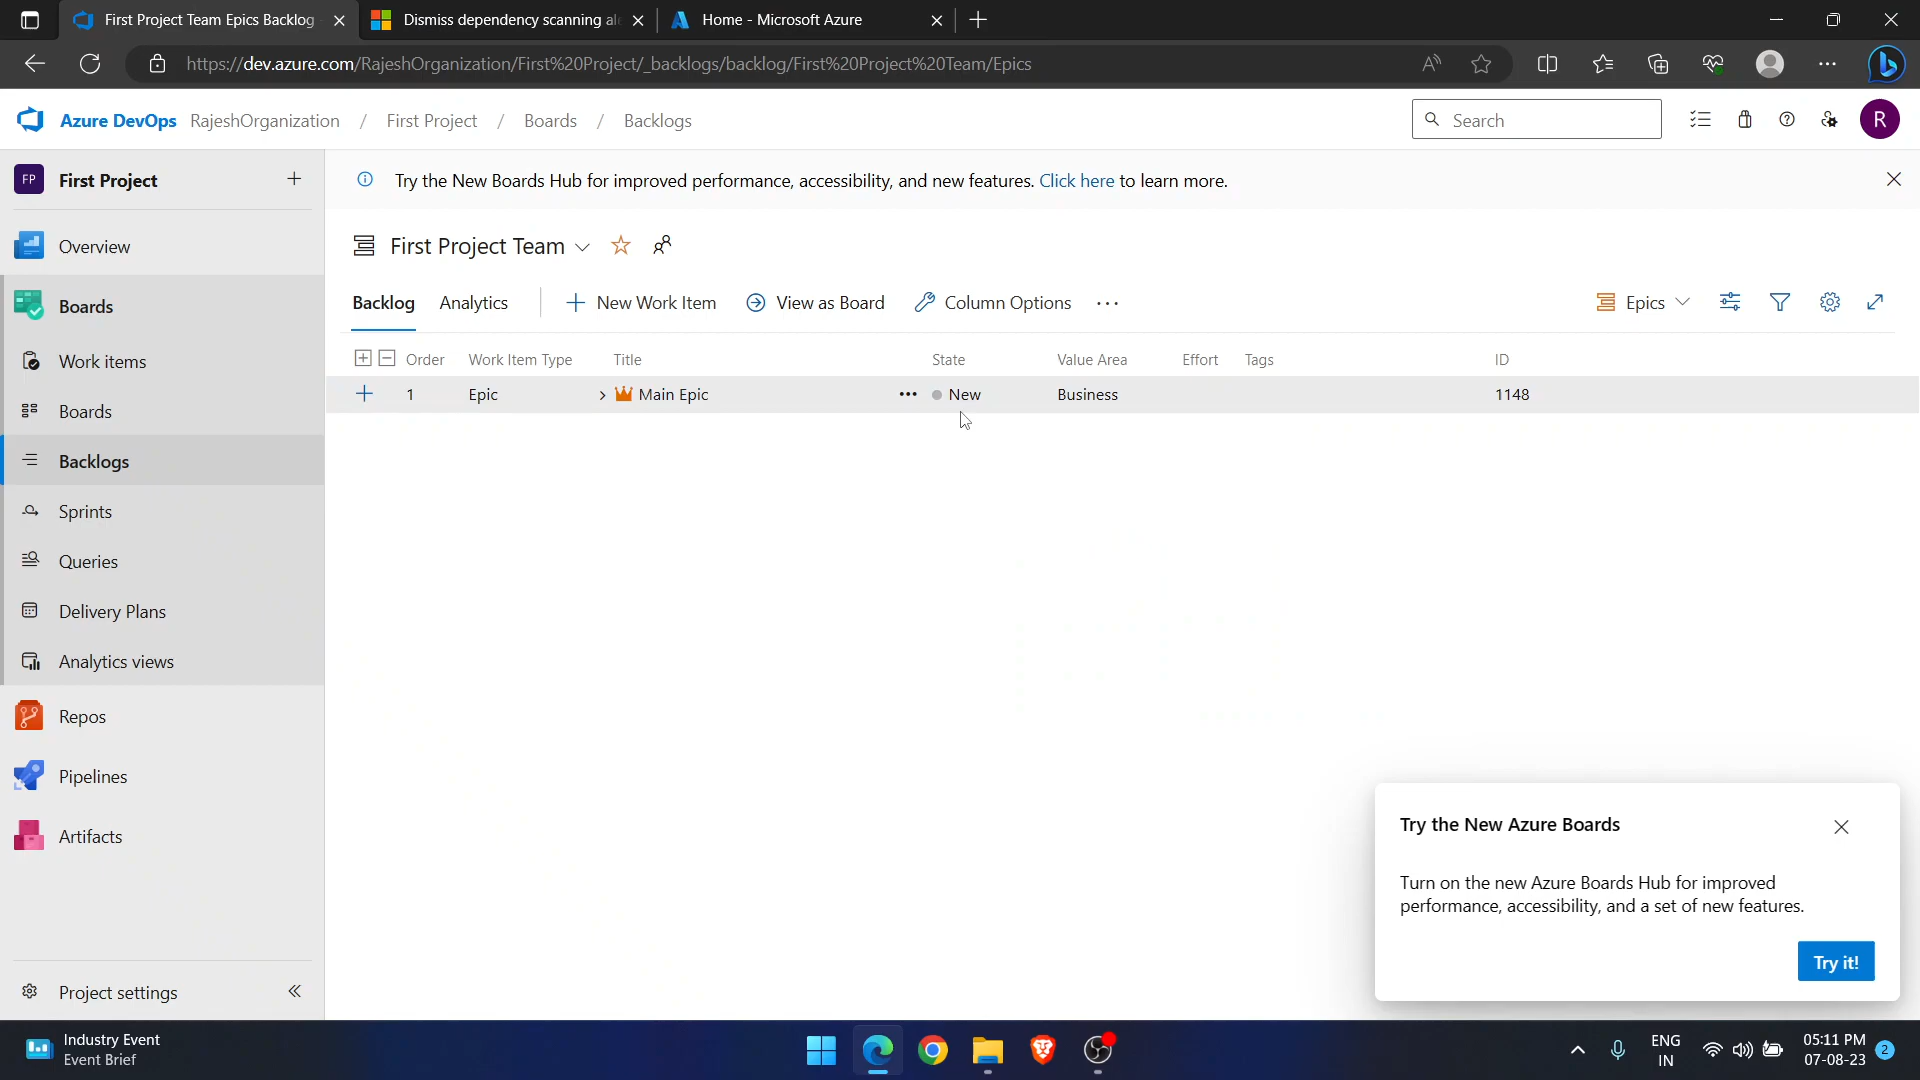 First Project Team Epics Backlog
Dismiss dependency scanning al
Home - Microsoft Azure
https://dev.azure.com/RajeshOrganization/First%20Project/_backlogs/backlog/First%20Project%20Team/Epics
Azure DevOps RajeshOrganization / First Project / Boards / Backlogs
Search
R
FP First Project
Try the New Boards Hub for improved performance, accessibility, and new features. Click here to learn more.
Overview
First Project Team
Boards
Backlog Analytics New Work Item View as Board Column Options
Epics
Work items
Order Work Item Type Title State Value Area Effort Tags ID
1 Epic Main Epic New Business 1148
Boards
Backlogs
Sprints
Queries
Delivery Plans
Analytics views
Repos
Pipelines
Artifacts
Try the New Azure Boards
Turn on the new Azure Boards Hub for improved
performance, accessibility, and a set of new features.
Try it!
Project settings
Industry Event
Event Brief
ENG
IN
05:11 PM
07-08-23
2